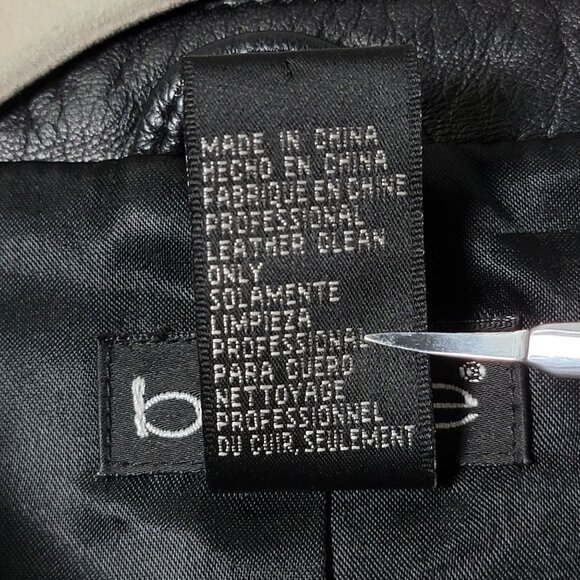 MADE IN CHINA
HECHO EN CHINA
FABRIQUE EN CHINE
PROFESSIONAL
LEATHER CLEAN
ONLY
SOLAMENTE
LIMPIEZA
PROFESSIONAL
PARA CUERO
NETTOYAGE
PROFESSIONNEL
DU CUIR, SEULEMENT
b
e®